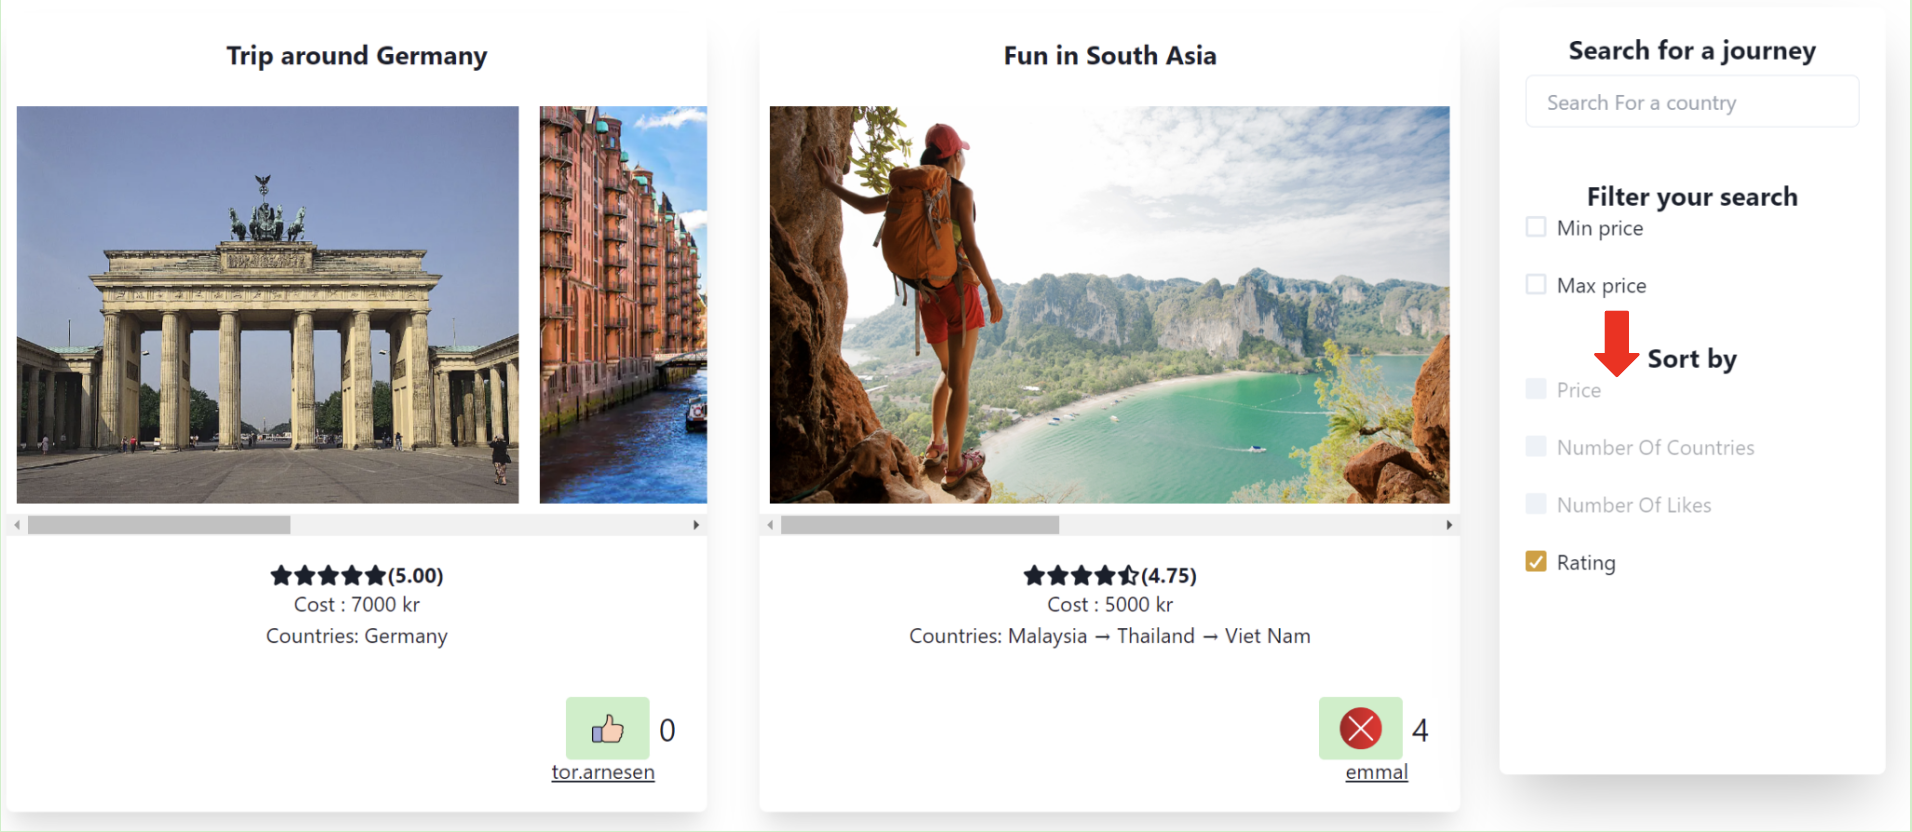 Trip around Germany
(5.00)
Cost : 7000 kr
Countries: Germany
0
tor.arnesen
Fun in South Asia
(4.75)
Cost : 5000 kr
Countries: Malaysia → Thailand → Viet Nam
4
emmal
Search for a journey
Search For a country
Filter your search
Min price
Max price
Sort by
Price
Number Of Countries
Number Of Likes
Rating